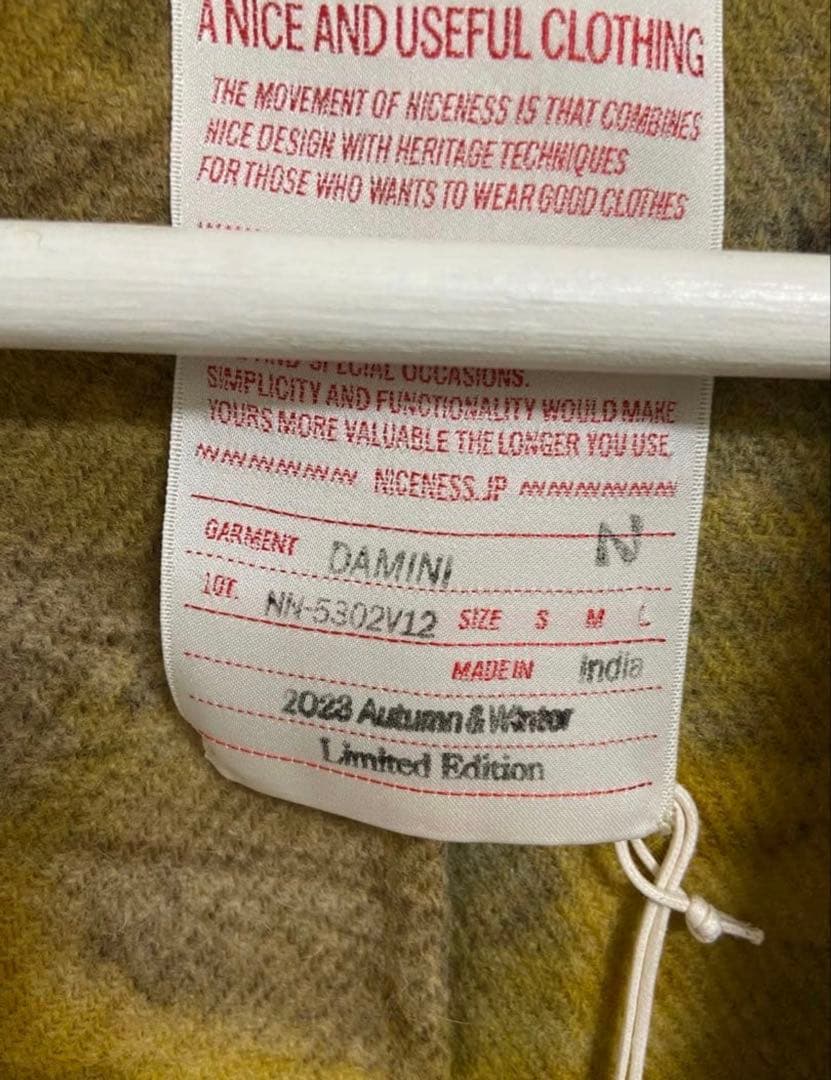 A NICE AND USEFUL CLOTHING
THE MOVEMENT OF NICENESS IS THAT COMBINES
NICE DESIGN WITH HERITAGE TECHNIQUES
FOR THOSE WHO WANTS TO WEAR GOOD CLOTHES
AND SPECIAL OCCASIONS.
SIMPLICITY AND FUNCTIONALITY WOULD MAKE
YOURS MORE VALUABLE THE LONGER YOU USE.
NICENESS.JP
GARMENT DAMINI N
LOT. NN-5302V12 SIZE S M L
MADE IN India
2023 Autumn & Winter
Limited Edition